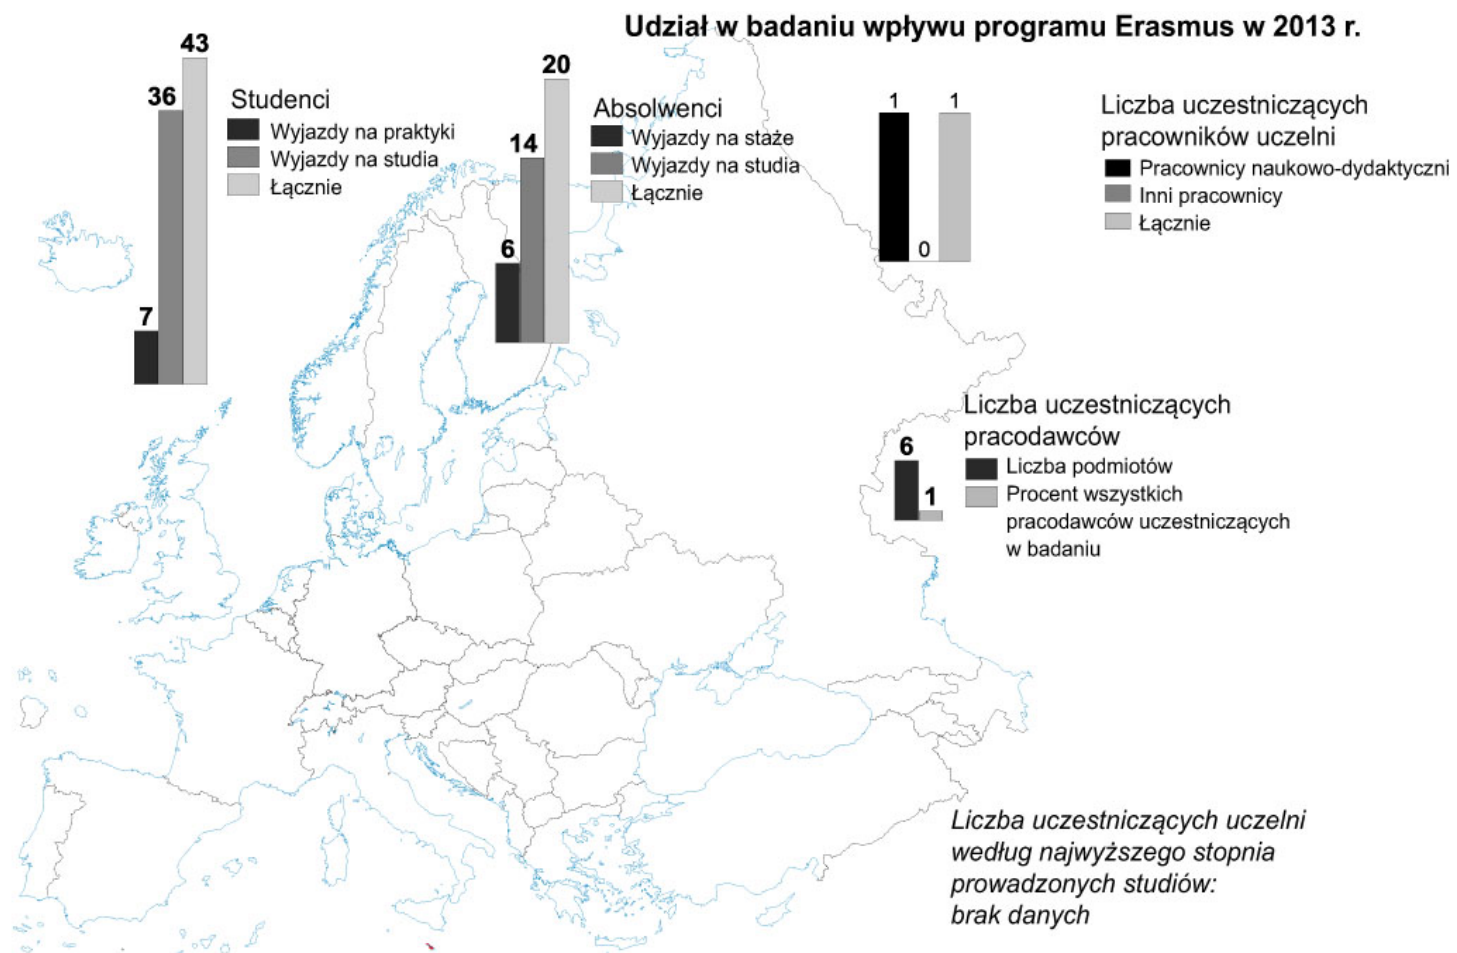 Udział w badaniu wpływu programu Erasmus w 2013 r.
43
36
7
Studenci
Wyjazdy na praktyki
Wyjazdy na studia
Łącznie
20
14
6
Absolwenci
Wyjazdy na staże
Wyjazdy na studia
Łącznie
1
0
1
Liczba uczestniczących
pracowników uczelni
Pracownicy naukowo-dydaktyczni
Inni pracownicy
Łącznie
6
1
Liczba uczestniczących
pracodawców
Liczba podmiotów
Procent wszystkich
pracodawców uczestniczących
w badaniu
Liczba uczestniczących uczelni
według najwyższego stopnia
prowadzonych studiów:
brak danych